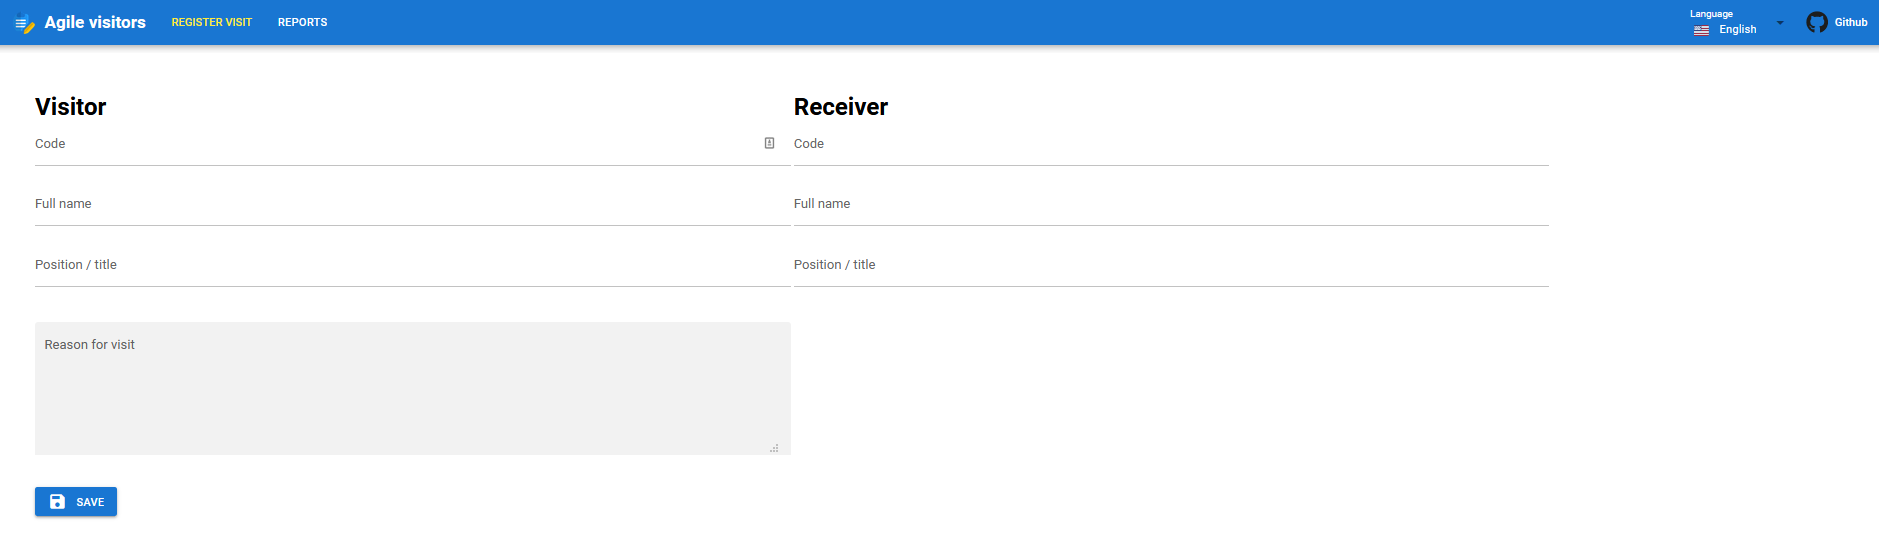 Agile visitors
REGISTER VISIT
REPORTS
Language
English
Github
Visitor
Code
Full name
Position / title
Reason for visit
SAVE
Receiver
Code
Full name
Position / title